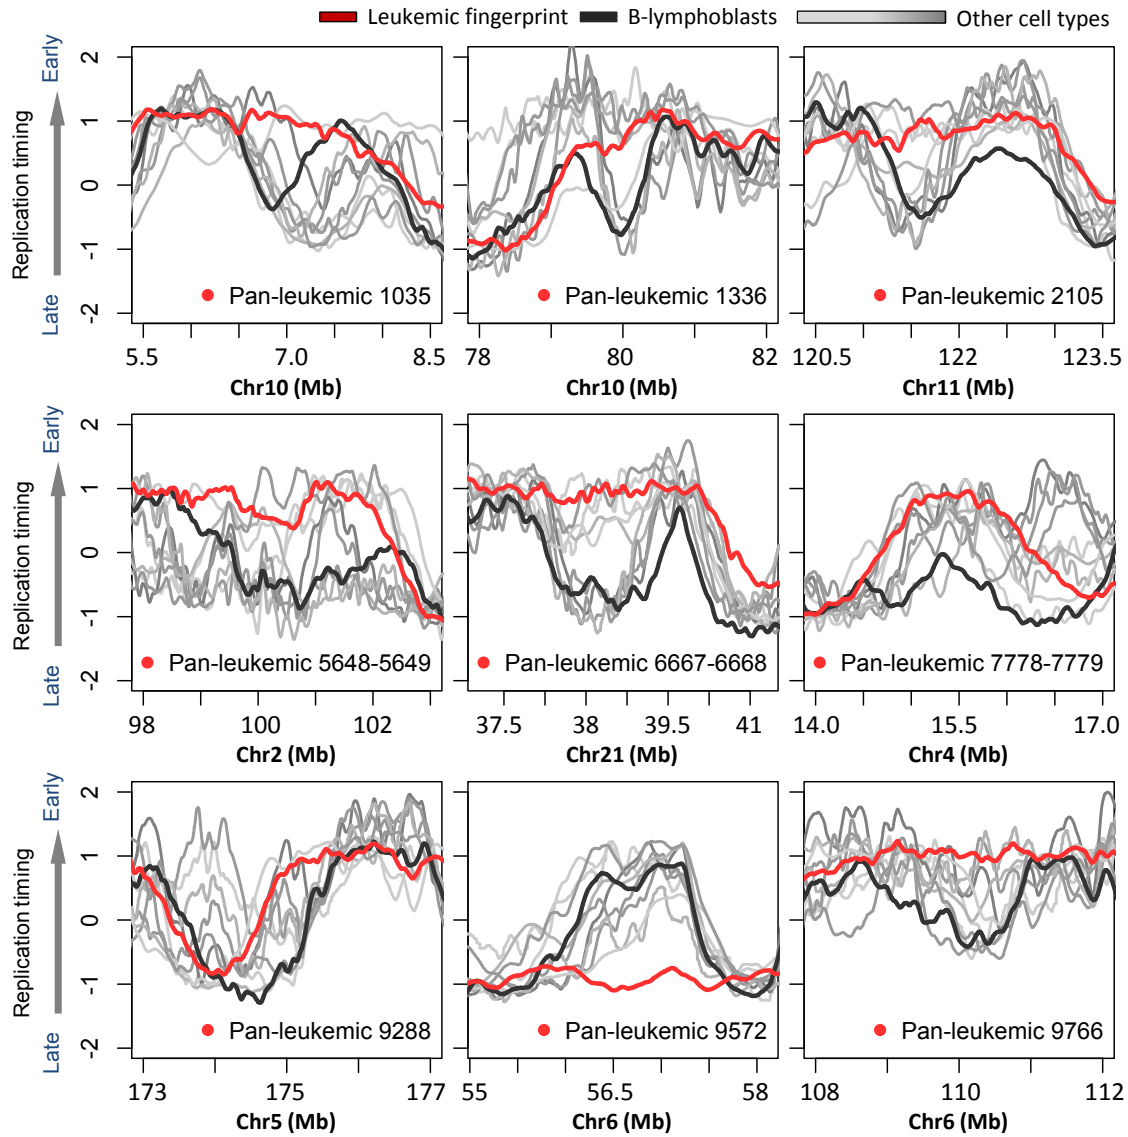 Leukemic fingerprint B-lymphoblasts Other cell types
Replication timing
Late Early
2
1
0
-1
-2
Pan-leukemic 1035
5.5 7.0 8.5
Chr10 (Mb)
Pan-leukemic 1336
78 80 82
Chr10 (Mb)
Pan-leukemic 2105
120.5 122 123.5
Chr11 (Mb)
Replication timing
Late Early
2
1
0
-1
-2
Pan-leukemic 5648-5649
98 100 102
Chr2 (Mb)
Pan-leukemic 6667-6668
37.5 38 39.5 41
Chr21 (Mb)
Pan-leukemic 7778-7779
14.0 15.5 17.0
Chr4 (Mb)
Replication timing
Late Early
2
1
0
-1
-2
Pan-leukemic 9288
173 175 177
Chr5 (Mb)
Pan-leukemic 9572
55 56.5 58
Chr6 (Mb)
Pan-leukemic 9766
108 110 112
Chr6 (Mb)